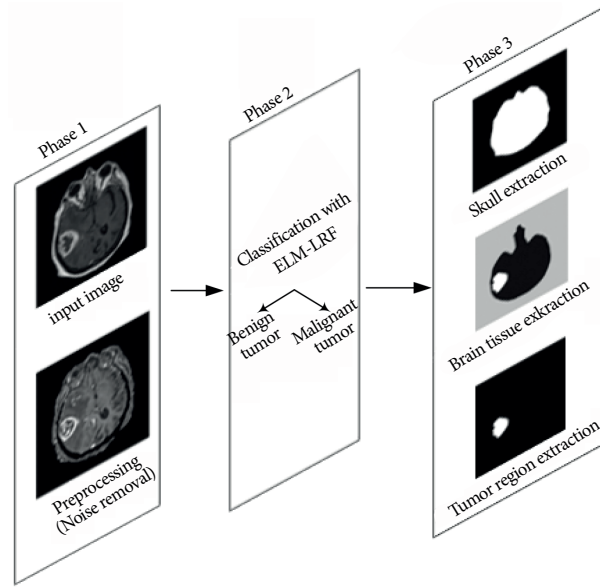 Phase 1
input image
Preprocessing
(Noise removal)
Phase 2
Classification with
ELM-LRF
Benign
tumor
Malignant
tumor
Phase 3
Skull extraction
Brain tissue exkraction
Tumor region extraction